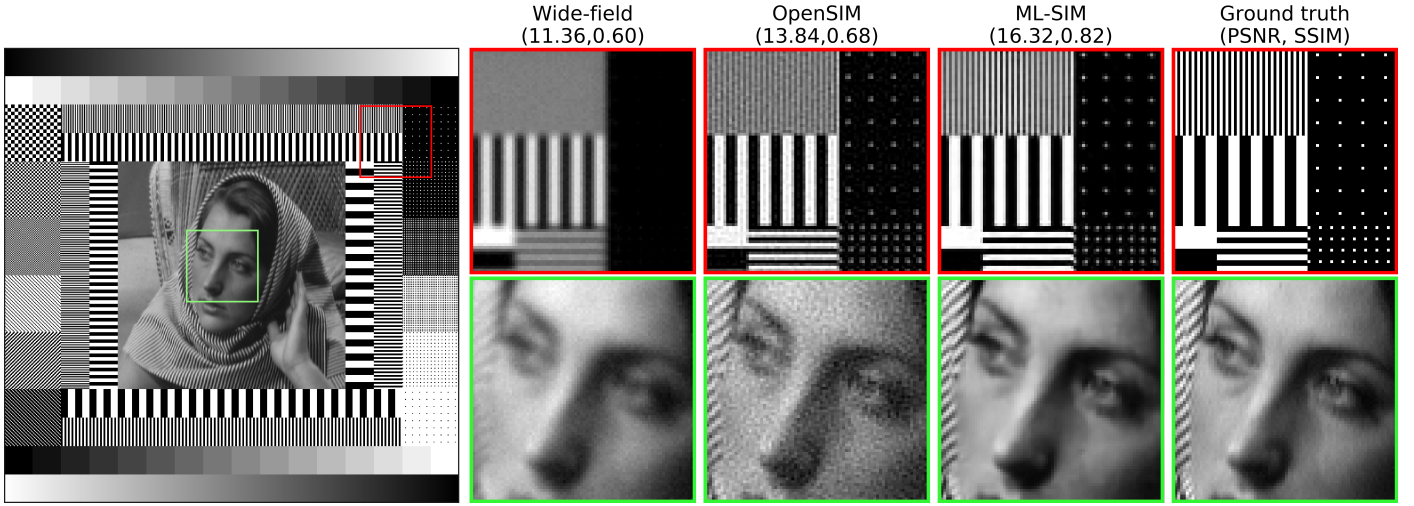 Wide-field
(11.36,0.60)
OpenSIM
(13.84,0.68)
ML-SIM
(16.32,0.82)
Ground truth
(PSNR, SSIM)